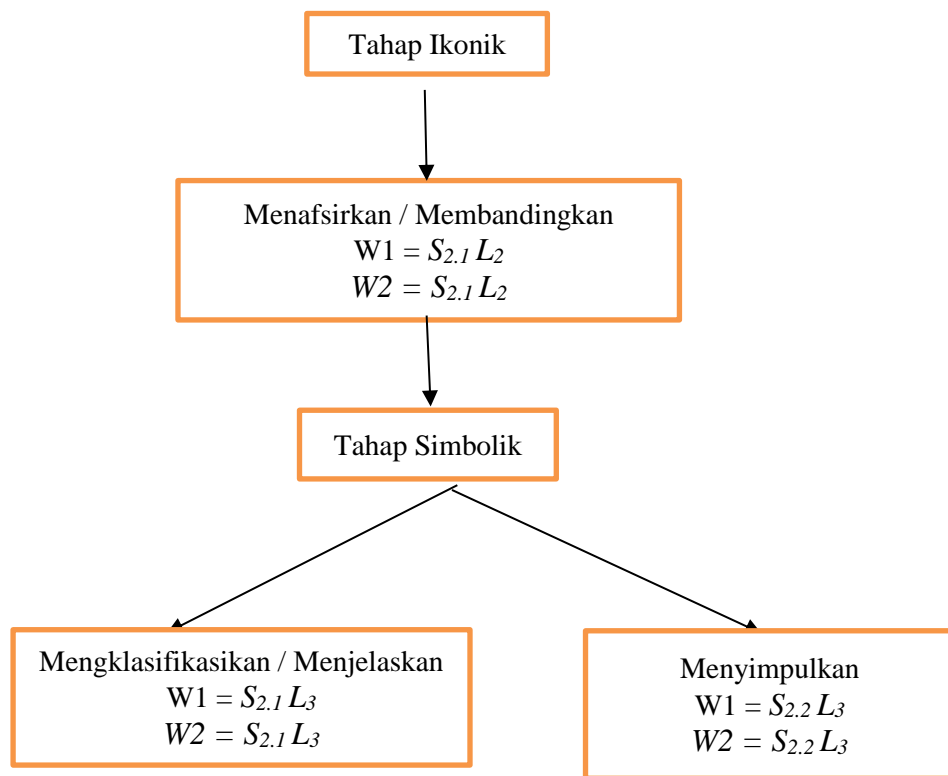 Tahap Ikonik
Menafsirkan / Membandingkan
W1 = S2.1 L2
W2 = S2.1 L2
Tahap Simbolik
Mengklasifikasikan / Menjelaskan
W1 = S2.1 L3
W2 = S2.1 L3
Menyimpulkan
W1 = S2.2 L3
W2 = S2.2 L3